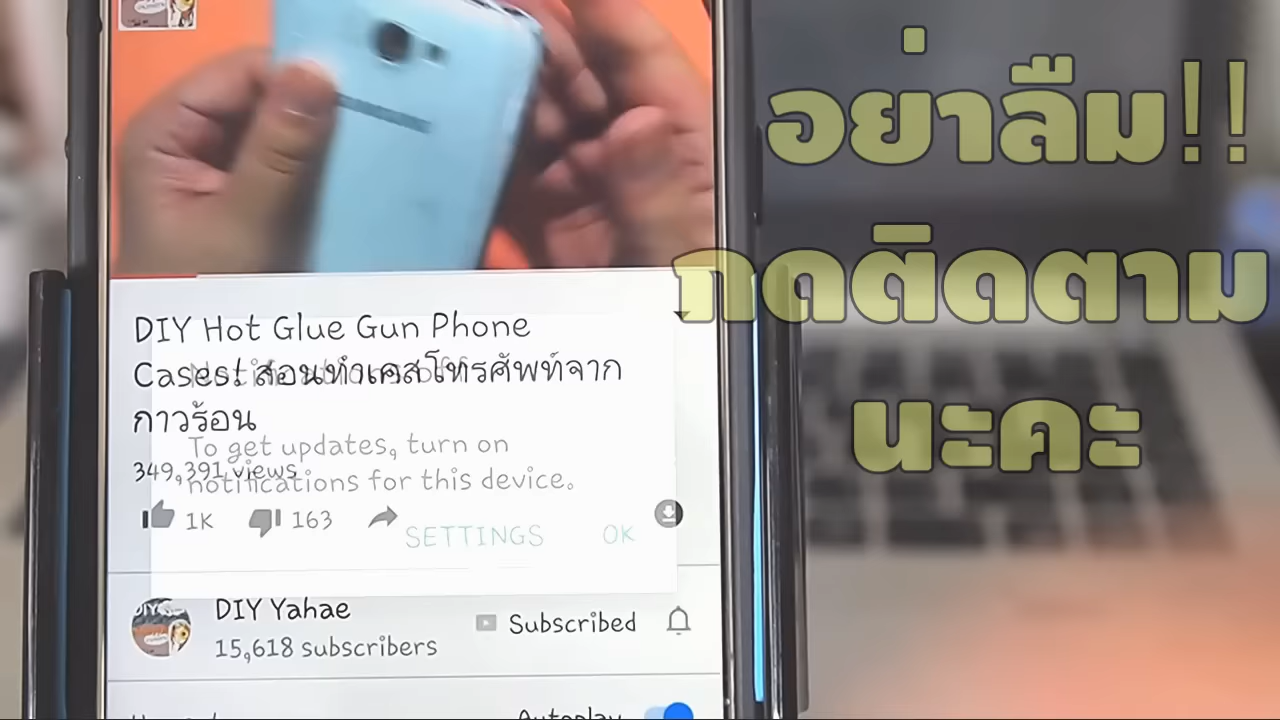 อย่าลืม!!
กดติดตาม
นะคะ
DIY Hot Glue Gun Phone
Cases! สอนทำเคสโทรศัพท์จาก
กาวร้อน
To get updates, turn on
349,391 views
notifications for this device.
1K 163
SETTINGS OK
DIY Yahae
Subscribed
15,618 subscribers
Autoplay